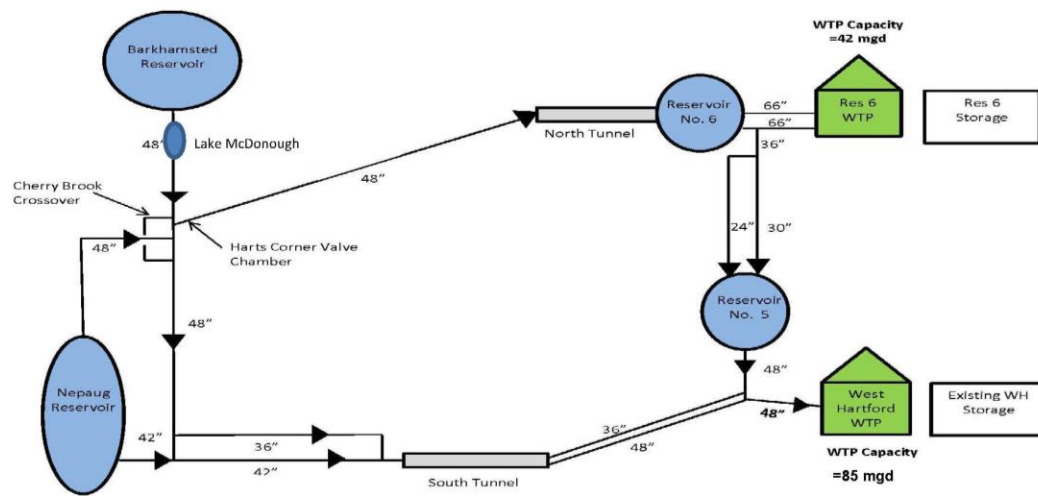 WTP Capacity
=42 mgd
Barkhamsted
Reservoir
Reservoir
No. 6
66”
66”
Res 6
WTP
Res 6
Storage
North Tunnel
36”
48”
Lake McDonough
48”
Cherry Brook
Crossover
24”
30”
48”
Harts Corner Valve
Chamber
Reservoir
No. 5
48”
48”
Nepaug
Reservoir
48”
West
Hartford
WTP
Existing WH
Storage
42”
36”
42”
36”
48”
South Tunnel
WTP Capacity
=85 mgd